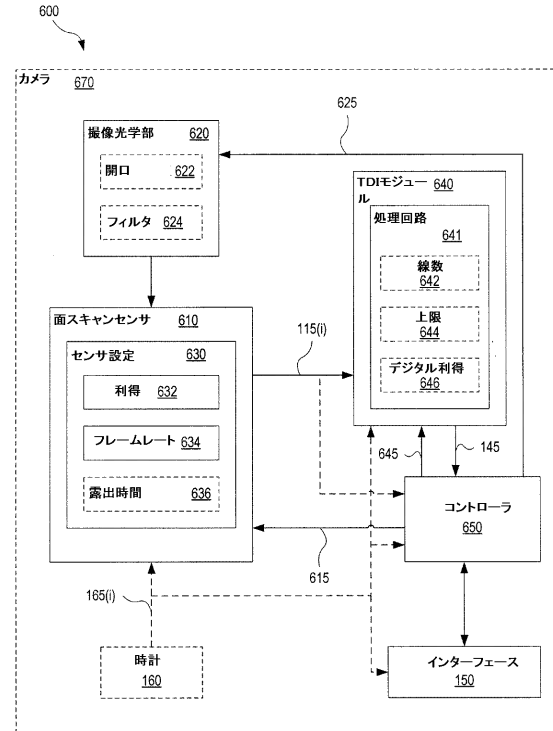 600
カメラ 670
撮像光学部 620
開口 622
フィルタ 624
625
TDIモジュー 640
ル
処理回路
641
線数
642
上限
644
デジタル利得
646
面スキャンセンサ 610
センサ設定 630
利得 632
フレームレート 634
露出時間 636
115(i)
645
145
コントローラ
650
615
165(i)
時計
160
インターフェース
150